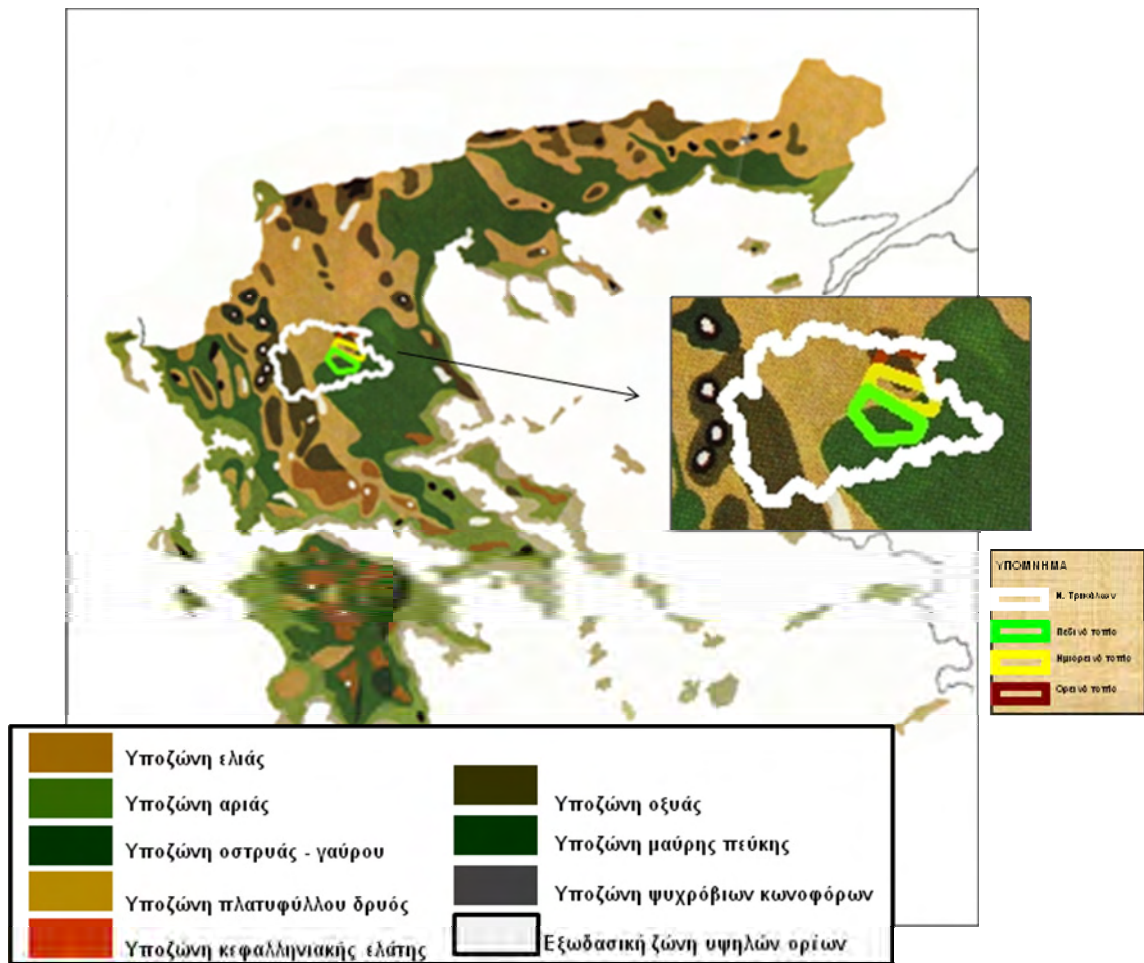 ΥΠΟΜΝΗΜΑ
Ν. Τρικάλων
Πεδινό τοπίο
Ημιορεινό τοπίο
Ορεινό τοπίο
Υποζώνη ελιάς
Υποζώνη αριάς
Υποζώνη οστρυάς - γαύρου
Υποζώνη πλατυφύλλου δρυός
Υποζώνη κεφαλληνιακής ελάτης
Υποζώνη οξυάς
Υποζώνη μαύρης πεύκης
Υποζώνη ψυχρόβιων κωνοφόρων
Εξωδασική ζώνη υψηλών ορέων